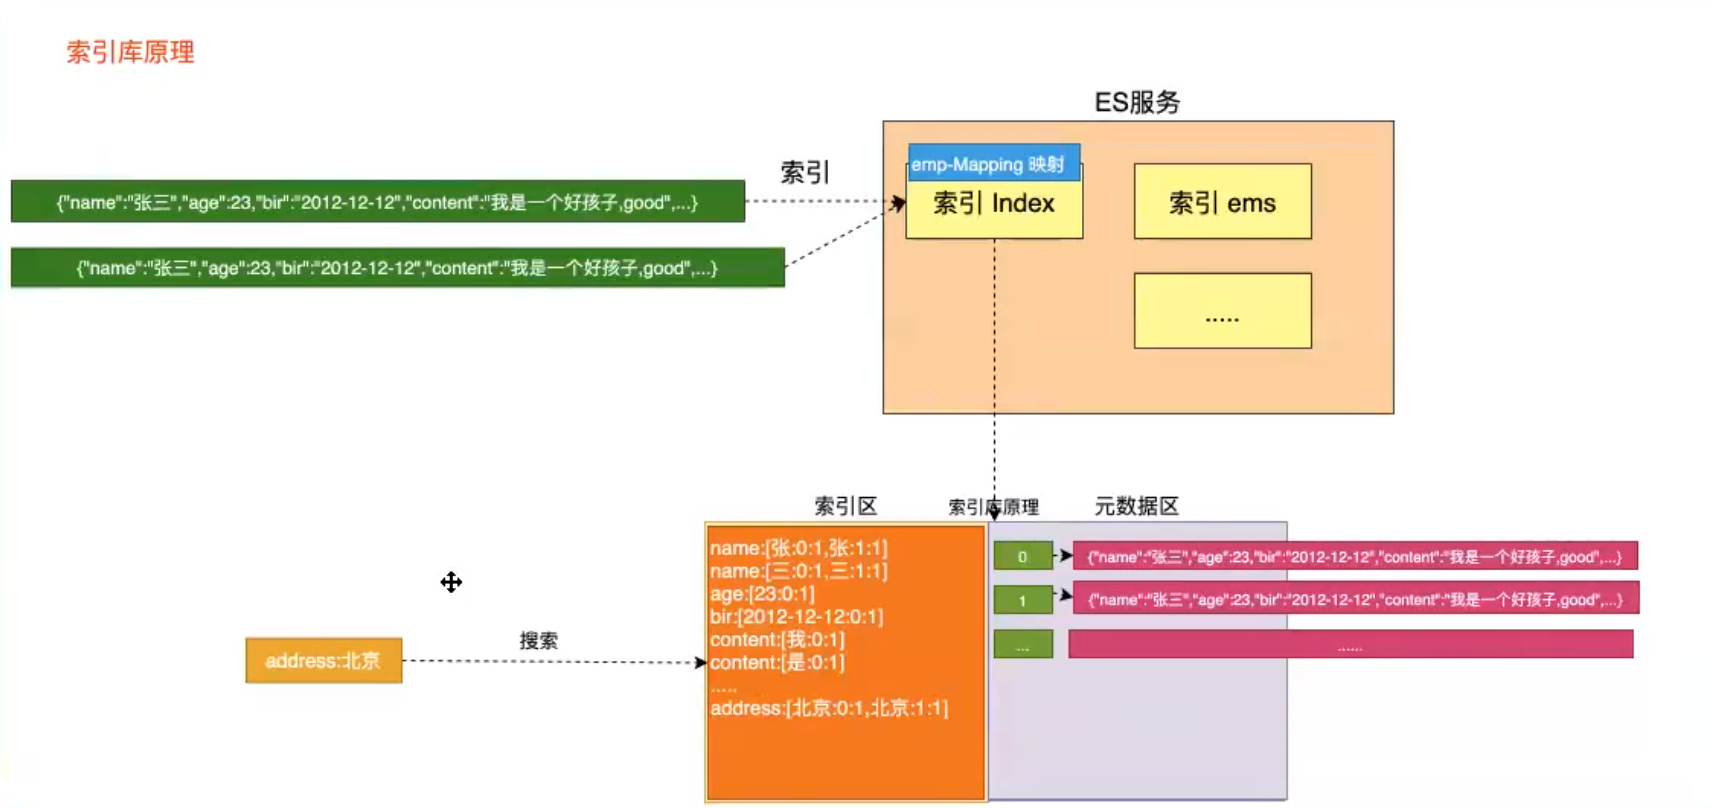 索引库原理
ES服务
emp-Mapping 映射
索引
{"name":"张三","age":23,"bir":"2012-12-12","content":"我是一个好孩子,good",...}
索引 Index
索引 ems
{"name":"张三","age":23,"bir":"2012-12-12","content":"我是一个好孩子,good",...}
.....
索引区
索引库原理
元数据区
name:[张:0:1,张:1:1]
name:[三:0:1,三:1:1]
age:[23:0:1]
bir:[2012-12-12:0:1]
content:[我:0:1]
content:[是:0:1]
.....
address:[北京:0:1,北京:1:1]
0
{"name":"张三","age":23,"bir":"2012-12-12","content":"我是一个好孩子,good",...}
1
{"name":"张三","age":23,"bir":"2012-12-12","content":"我是一个好孩子,good",...}
...
......
搜索
address:北京